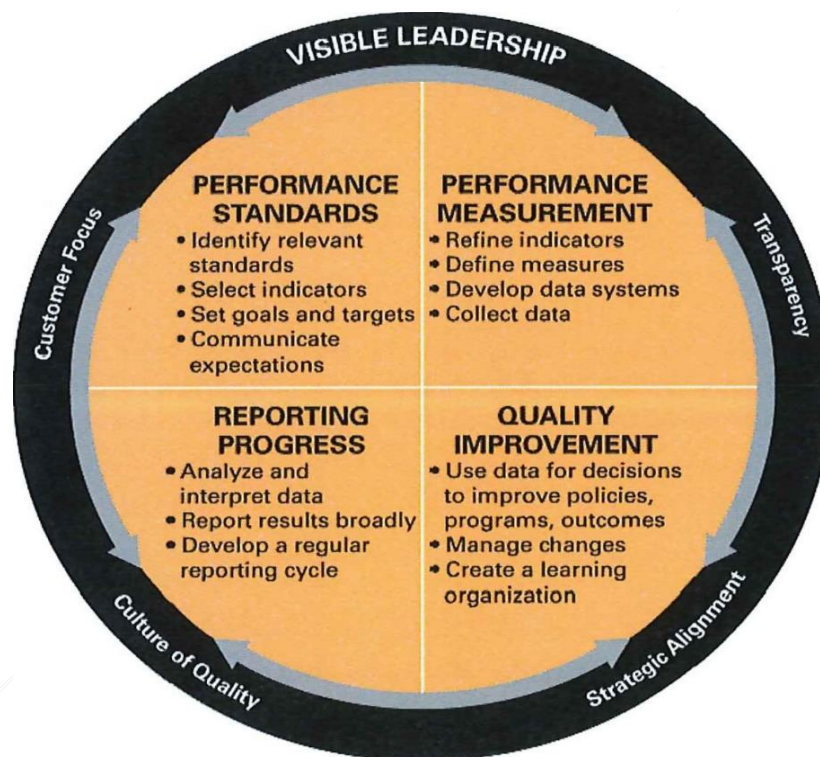 VISIBLE LEADERSHIP
Customer Focus
Transparency
PERFORMANCE
STANDARDS
• Identify relevant
standards
• Select indicators
• Set goals and targets
• Communicate
expectations
PERFORMANCE
MEASUREMENT
• Refine indicators
• Define measures
• Develop data systems
• Collect data
REPORTING
PROGRESS
• Analyze and
interpret data
• Report results broadly
• Develop a regular
reporting cycle
QUALITY
IMPROVEMENT
• Use data for decisions
to improve policies,
programs, outcomes
• Manage changes
• Create a learning
organization
Culture of Quality
Strategic Alignment